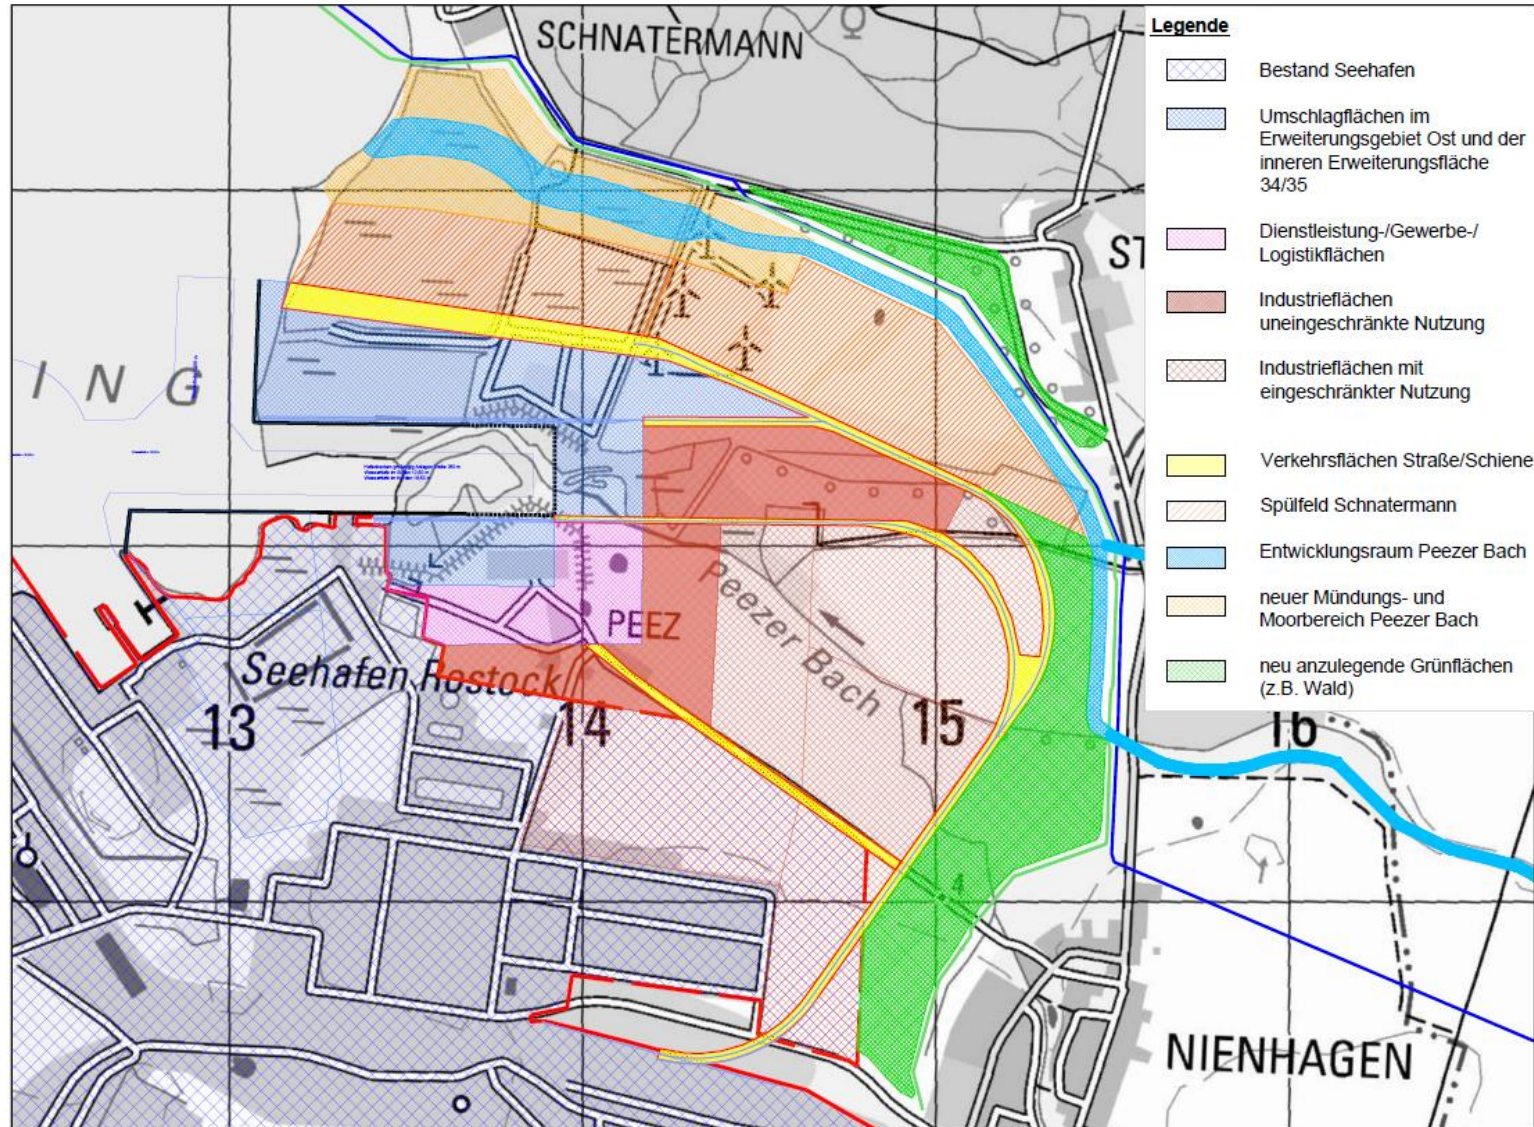 SCHNATERMANN
ST
I N G
PEEZ
Peezer Bach
Seehafen Rostock
13
14
15
16
4
NIENHAGEN
Legende
Bestand Seehafen
Umschlagflächen im
Erweiterungsgebiet Ost und der
inneren Erweiterungsfläche
34/35
Dienstleistung-/Gewerbe-/
Logistikflächen
Industrieflächen
uneingeschränkte Nutzung
Industrieflächen mit
eingeschränkter Nutzung
Verkehrsflächen Straße/Schiene
Spülfeld Schnatermann
Entwicklungsraum Peezer Bach
neuer Mündungs- und
Moorbereich Peezer Bach
neu anzulegende Grünflächen
(z.B. Wald)